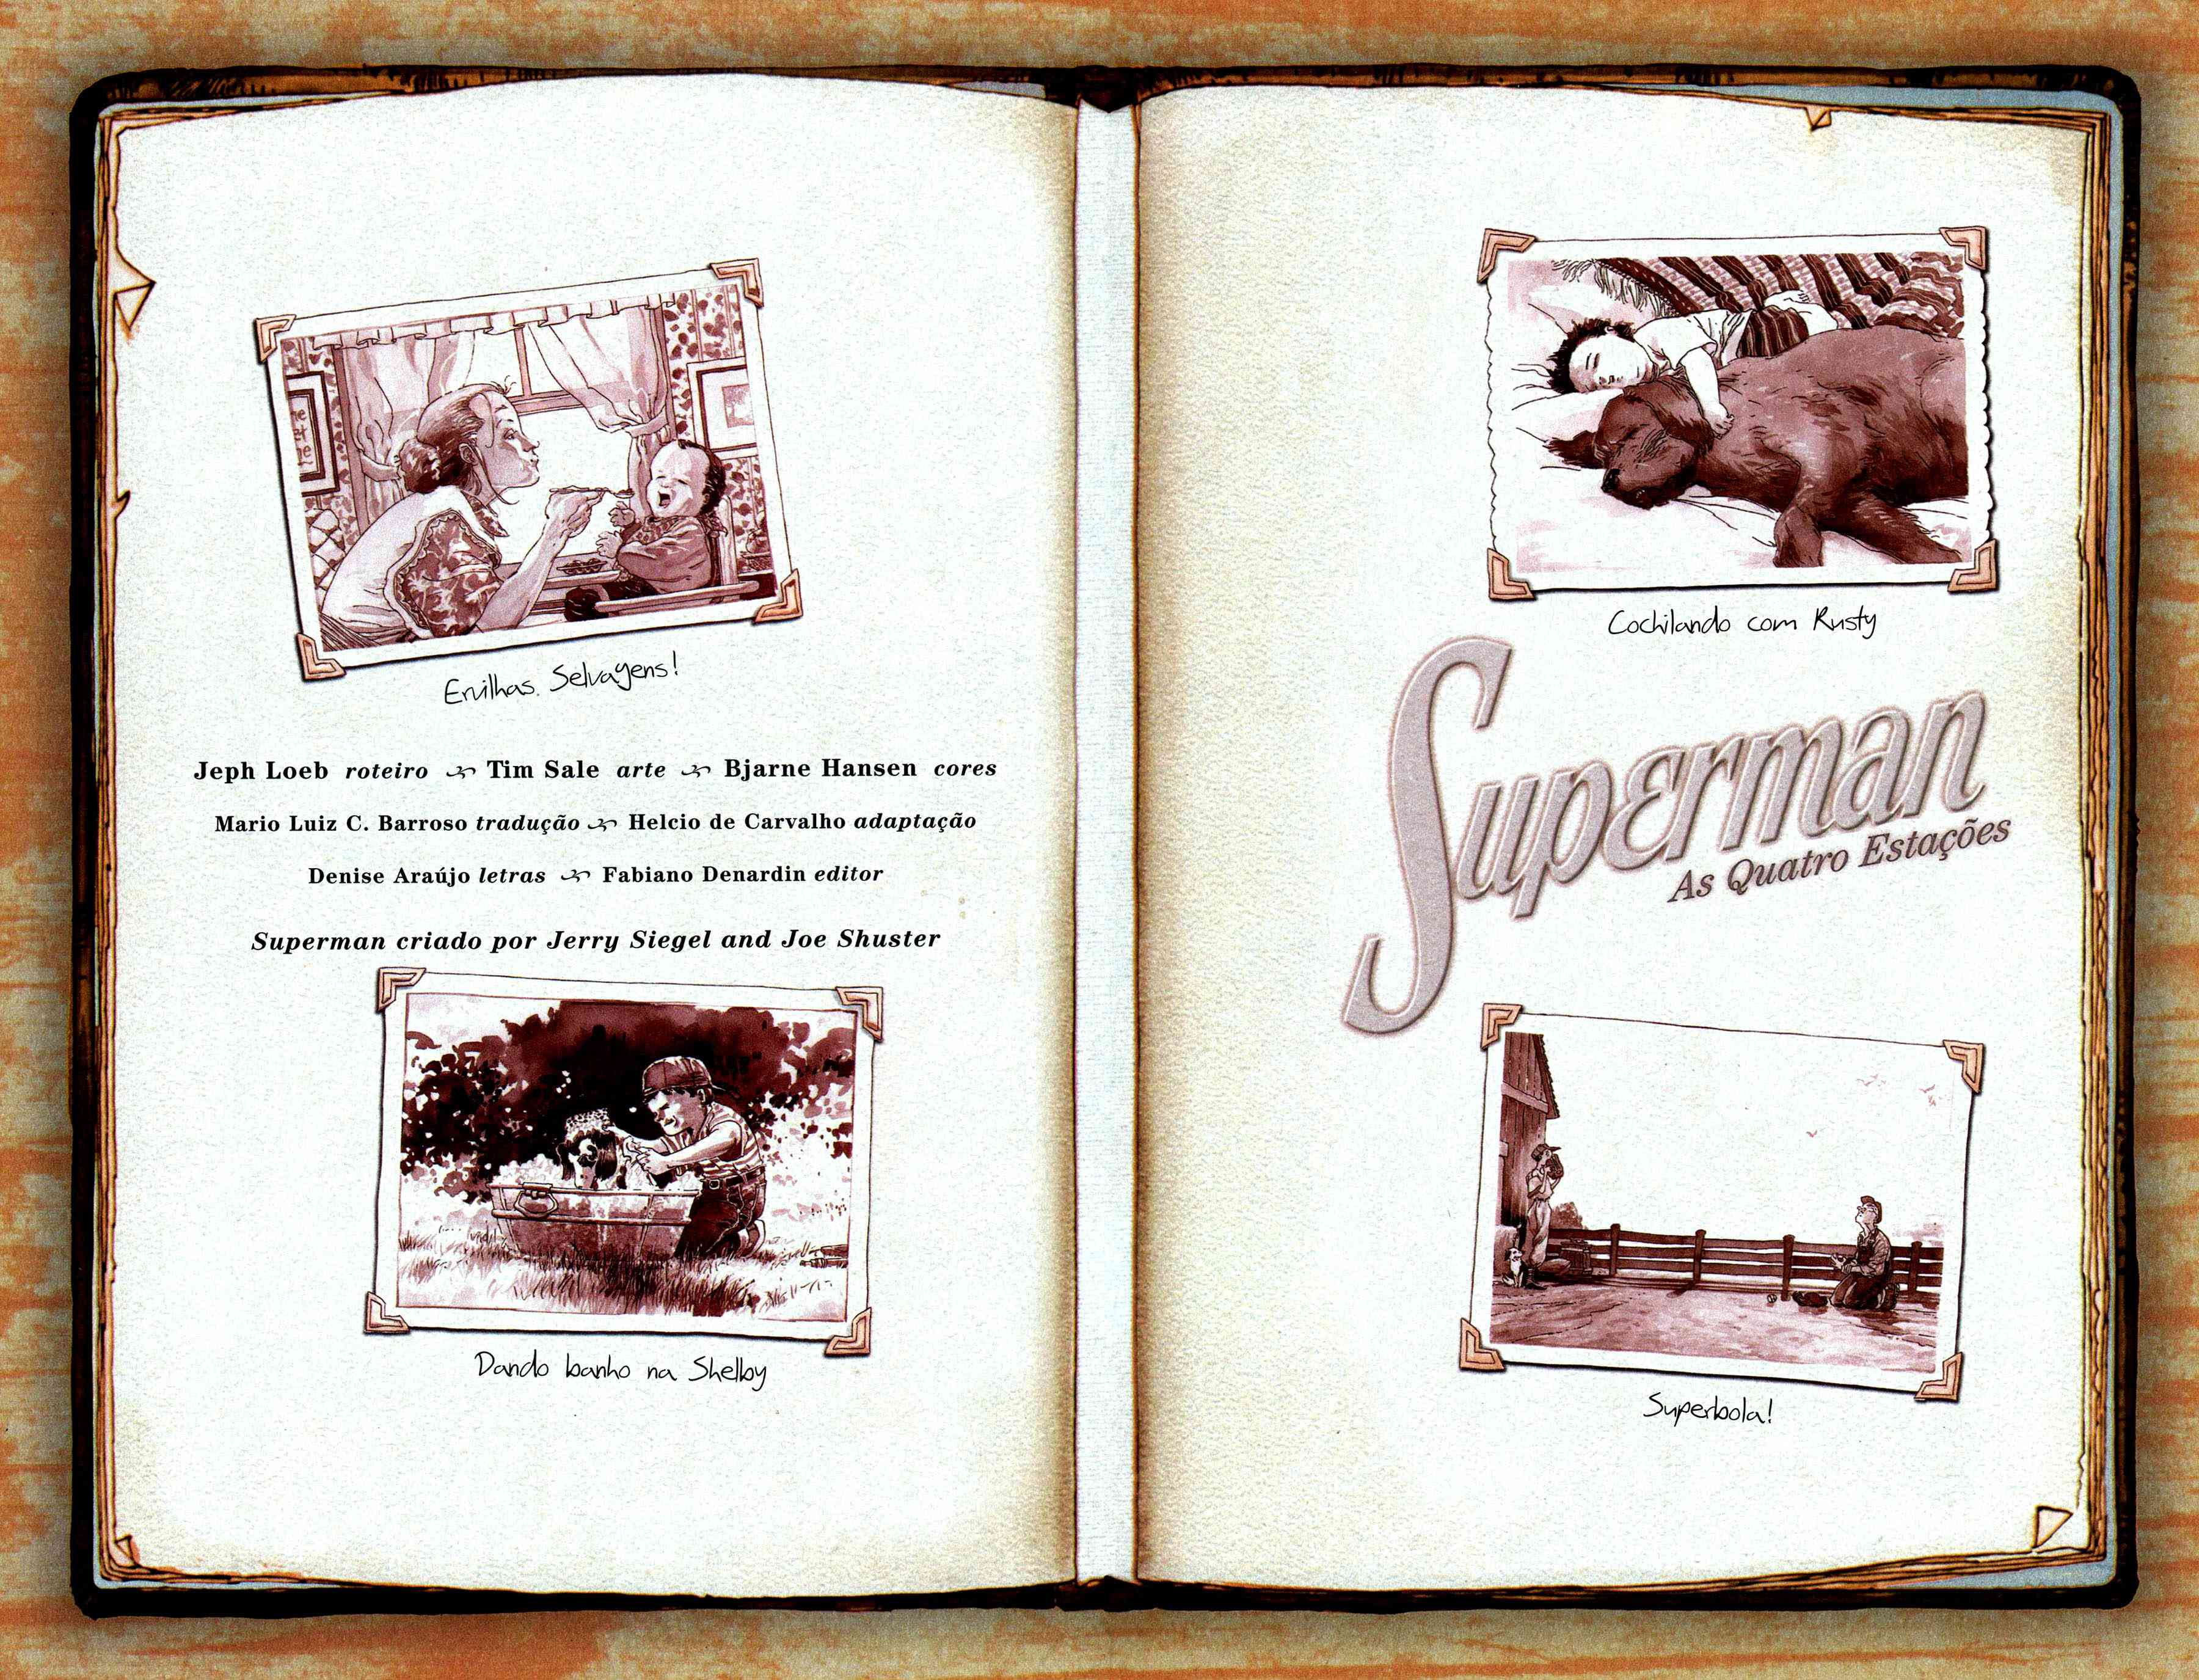 Ervilhas Selvagens!
Jeph Loeb roteiro Tim Sale arte Bjarne Hansen cores
Mario Luiz C. Barroso tradução Helcio de Carvalho adaptação
Denise Araújo letras Fabiano Denardin editor
Superman criado por Jerry Siegel and Joe Shuster
Dando banho na Shelby
Cochilando com Rusty
Superman
As Quatro Estações
Superbola!